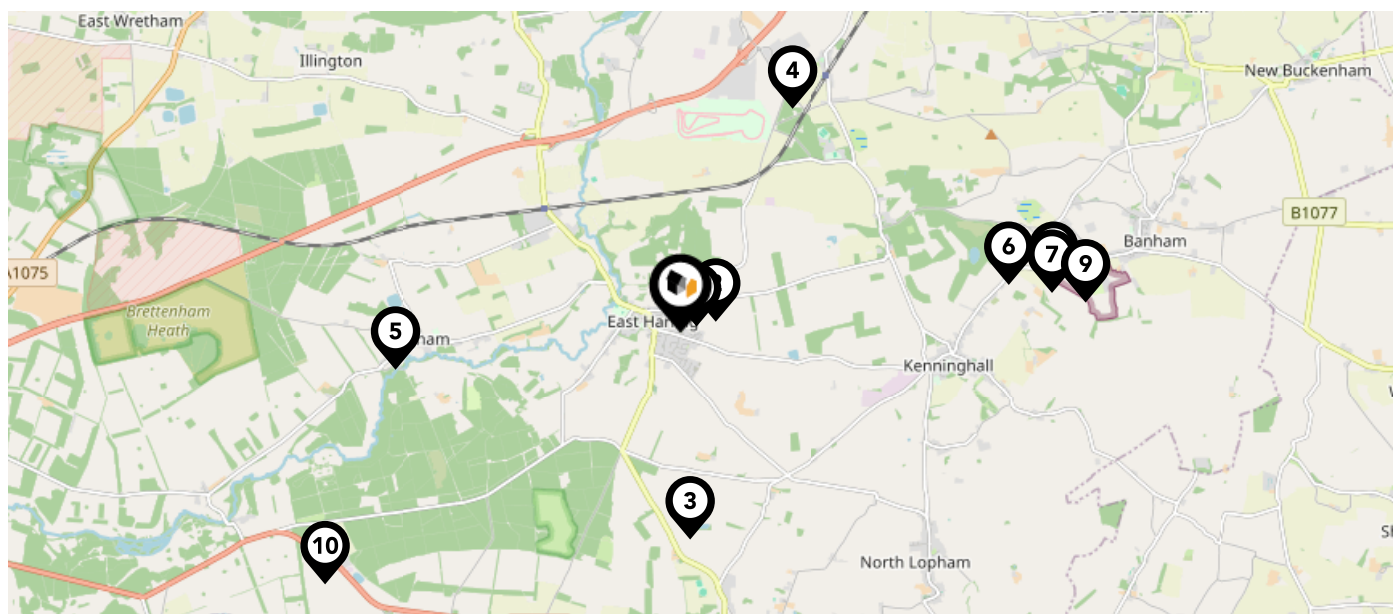 East Wretham
Illington
4
New Buckenham
B1077
6
7
9
Banham
A1075
Brettenham
Heath
5
East
Kenninghall
3
10
North Lopham